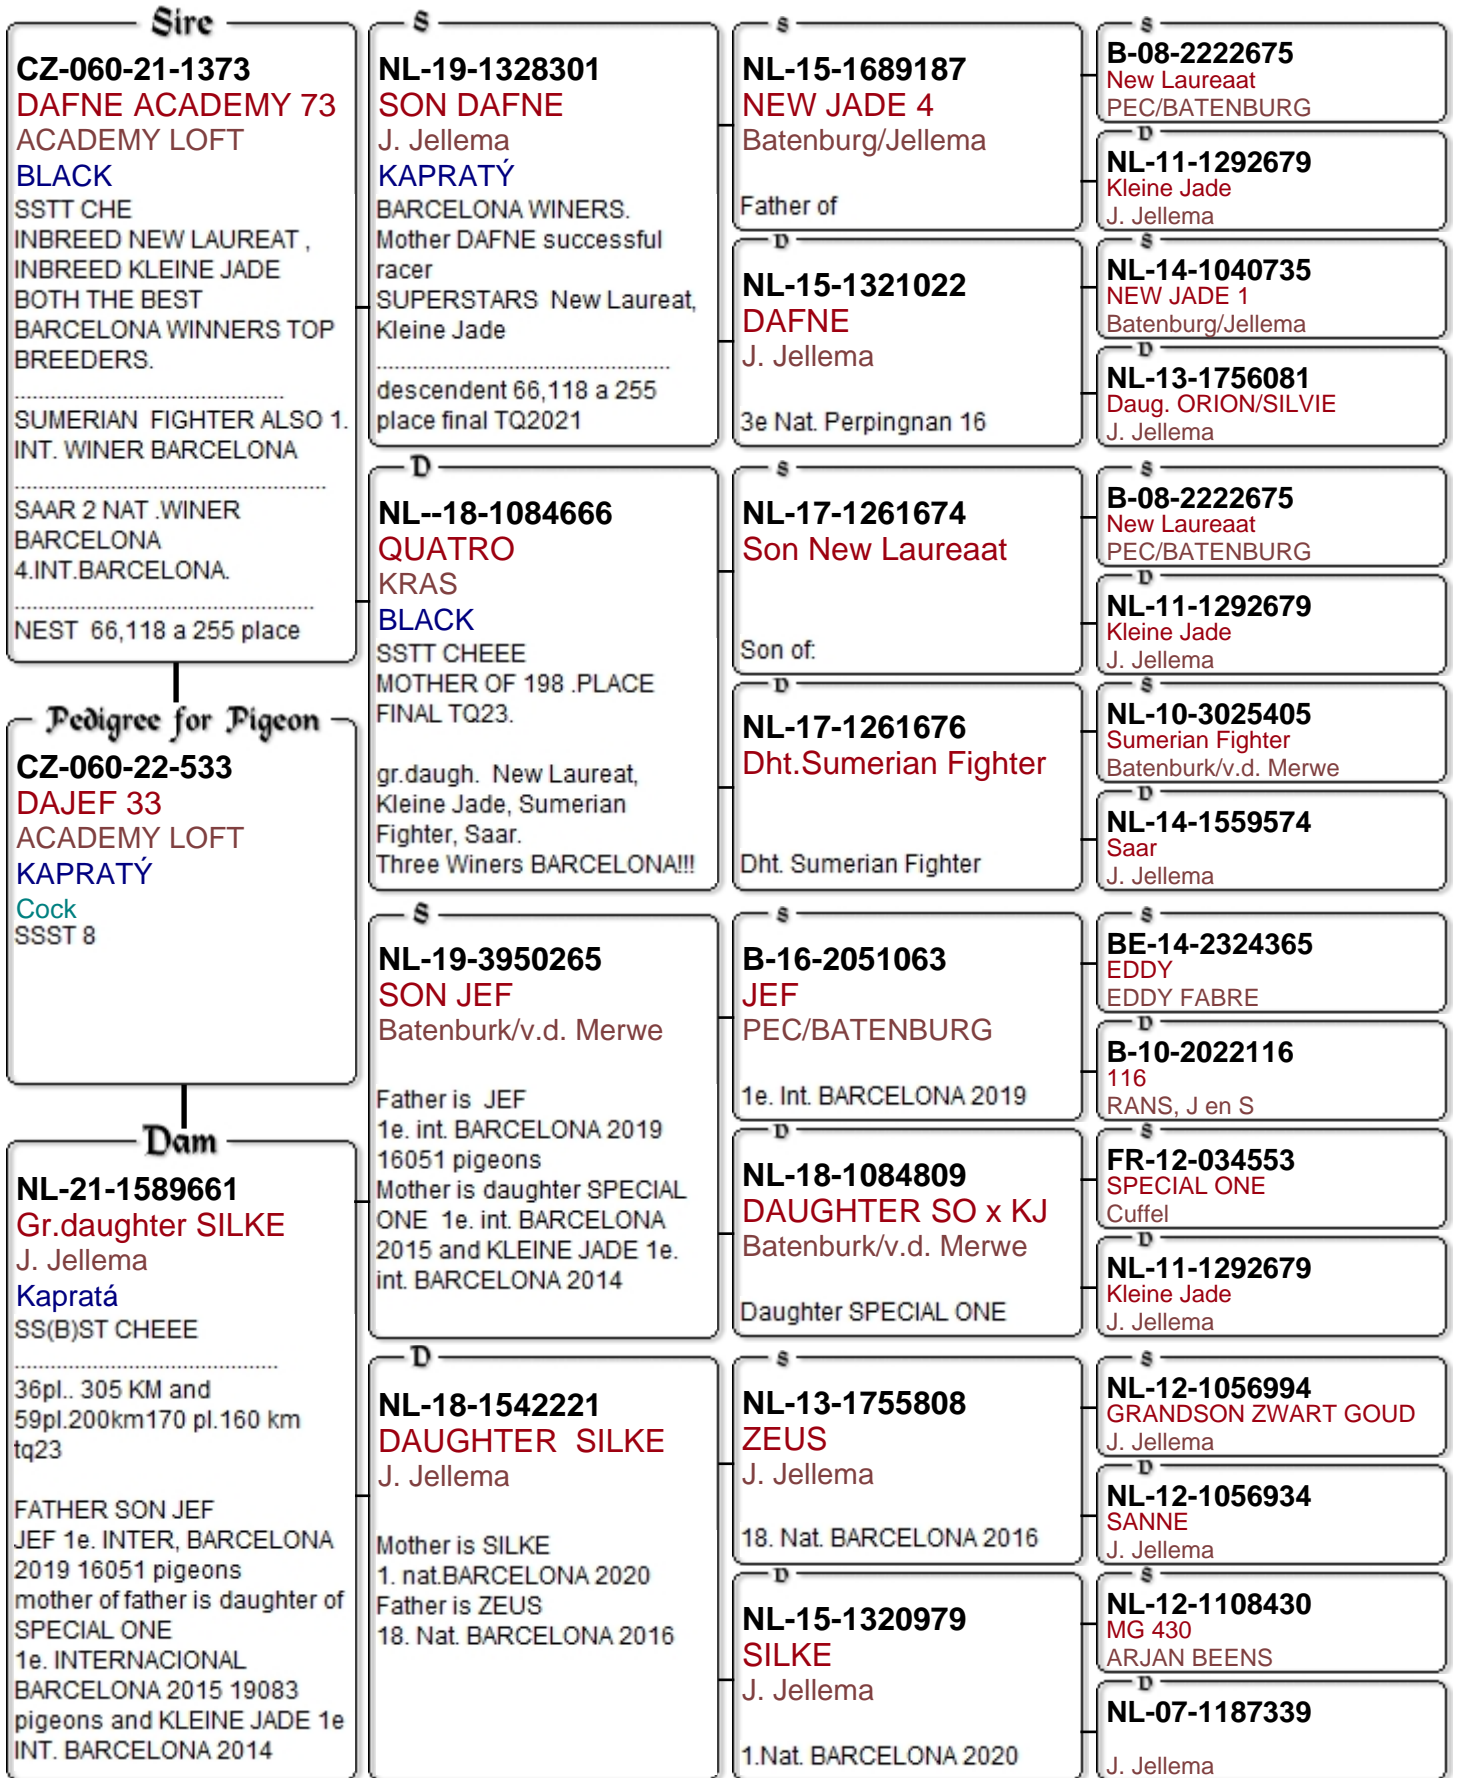 Sire
CZ-060-21-1373
DAFNE ACADEMY 73
ACADEMY LOFT
BLACK
SSTT CHE
INBREED NEW LAUREAT ,
INBREED KLEINE JADE
BOTH THE BEST
BARCELONA WINNERS TOP
BREEDERS.
.............................................
SUMERIAN  FIGHTER ALSO 1.
INT. WINER BARCELONA
....................................................
SAAR 2 NAT .WINER
BARCELONA
4.INT.BARCELONA.
..................................................
NEST  66,118 a 255 place
Pedigree for Pigeon
CZ-060-22-533
DAJEF 33
ACADEMY LOFT
KAPRATÝ
Cock
SSST 8
Dam
NL-21-1589661
Gr.daughter SILKE
J. Jellema
Kapratá
SS(B)ST CHEEE
............................................
36pl.. 305 KM and
59pl.200km170 pl.160 km
tq23
FATHER SON JEF
JEF 1e. INTER, BARCELONA
2019 16051 pigeons
mother of father is daughter of
SPECIAL ONE
1e. INTERNACIONAL
BARCELONA 2015 19083
pigeons and KLEINE JADE 1e
INT. BARCELONA 2014
S
NL-19-1328301
SON DAFNE
J. Jellema
KAPRATÝ
BARCELONA WINERS.
Mother DAFNE successful
racer
SUPERSTARS  New Laureat,
Kleine Jade
.................................................
descendent 66,118 a 255
place final TQ2021
D
NL--18-1084666
QUATRO
KRAS
BLACK
SSTT CHEEE
MOTHER OF 198 .PLACE
FINAL TQ23.
gr.daugh.  New Laureat,
Kleine Jade, Sumerian
Fighter, Saar.
Three Winers BARCELONA!!!
S
NL-19-3950265
SON JEF
Batenburk/v.d. Merwe
Father is  JEF
1e. int. BARCELONA 2019
16051 pigeons
Mother is daughter SPECIAL
ONE  1e. int. BARCELONA
2015 and KLEINE JADE 1e.
int. BARCELONA 2014
D
NL-18-1542221
DAUGHTER  SILKE
J. Jellema
Mother is SILKE
1. nat.BARCELONA 2020
Father is ZEUS
18. Nat. BARCELONA 2016
S
NL-15-1689187
NEW JADE 4
Batenburg/Jellema
Father of
D
NL-15-1321022
DAFNE
J. Jellema
3e Nat. Perpingnan 16
S
NL-17-1261674
Son New Laureaat
Son of:
D
NL-17-1261676
Dht.Sumerian Fighter
Dht. Sumerian Fighter
S
B-16-2051063
JEF
PEC/BATENBURG
1e. Int. BARCELONA 2019
D
NL-18-1084809
DAUGHTER SO x KJ
Batenburk/v.d. Merwe
Daughter SPECIAL ONE
S
NL-13-1755808
ZEUS
J. Jellema
18. Nat. BARCELONA 2016
D
NL-15-1320979
SILKE
J. Jellema
1.Nat. BARCELONA 2020
S
B-08-2222675
New Laureaat
PEC/BATENBURG
D
NL-11-1292679
Kleine Jade
J. Jellema
S
NL-14-1040735
NEW JADE 1
Batenburg/Jellema
D
NL-13-1756081
Daug. ORION/SILVIE
J. Jellema
S
B-08-2222675
New Laureaat
PEC/BATENBURG
D
NL-11-1292679
Kleine Jade
J. Jellema
S
NL-10-3025405
Sumerian Fighter
Batenburk/v.d. Merwe
D
NL-14-1559574
Saar
J. Jellema
S
BE-14-2324365
EDDY
EDDY FABRE
D
B-10-2022116
116
RANS, J en S
S
FR-12-034553
SPECIAL ONE
Cuffel
D
NL-11-1292679
Kleine Jade
J. Jellema
S
NL-12-1056994
GRANDSON ZWART GOUD
J. Jellema
D
NL-12-1056934
SANNE
J. Jellema
S
NL-12-1108430
MG 430
ARJAN BEENS
D
NL-07-1187339
J. Jellema